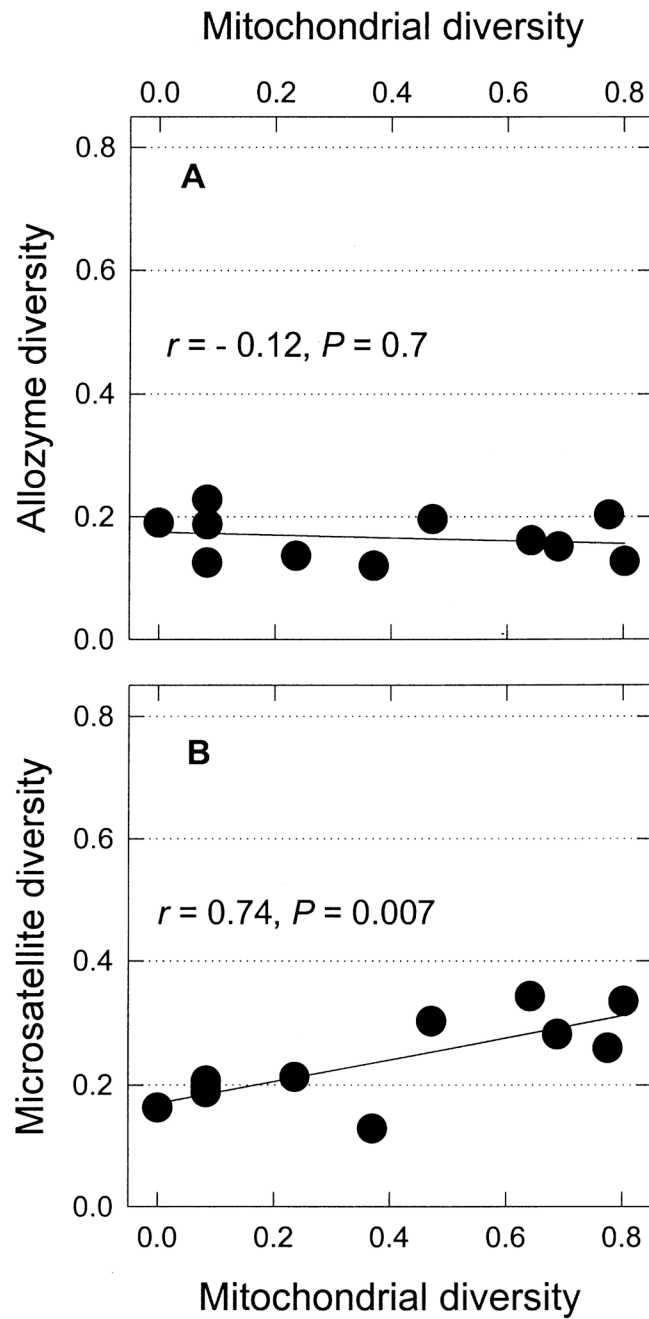 Mitochondrial diversity
0.0 0.2 0.4 0.6 0.8
0.8
A
0.6
r = - 0.12, P = 0.7
0.4
0.2
0.0
Allozyme diversity
0.8
B
0.6
r = 0.74, P = 0.007
0.4
0.2
0.0
Microsatellite diversity
0.0 0.2 0.4 0.6 0.8
Mitochondrial diversity